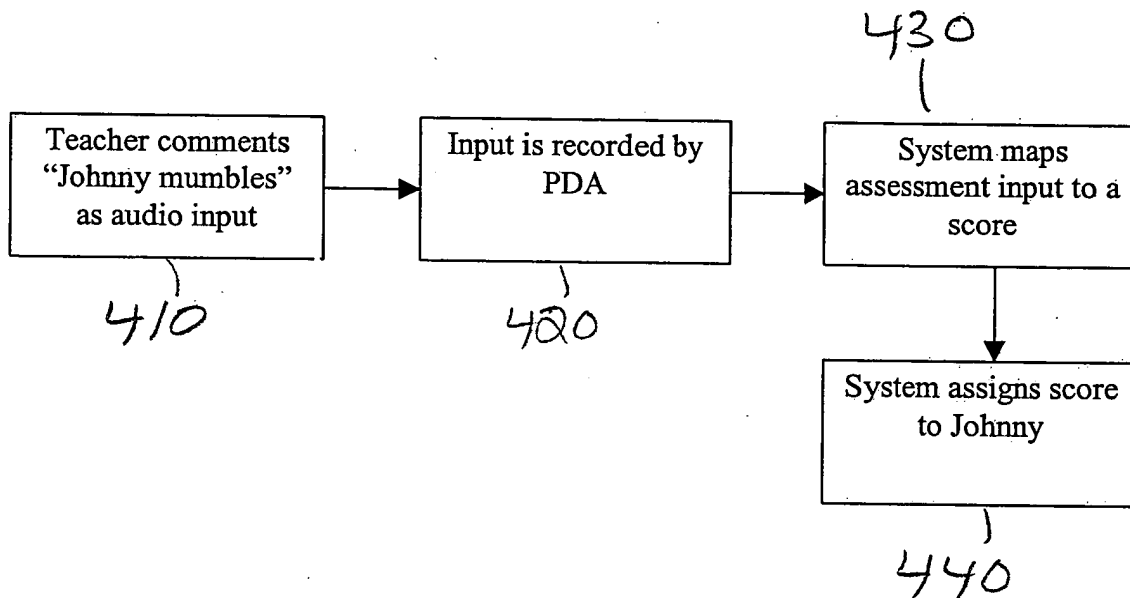 430
Teacher comments
“Johnny mumbles”
as audio input
Input is recorded by
PDA
System maps
assessment input to a
score
410
420
System assigns score
to Johnny
440